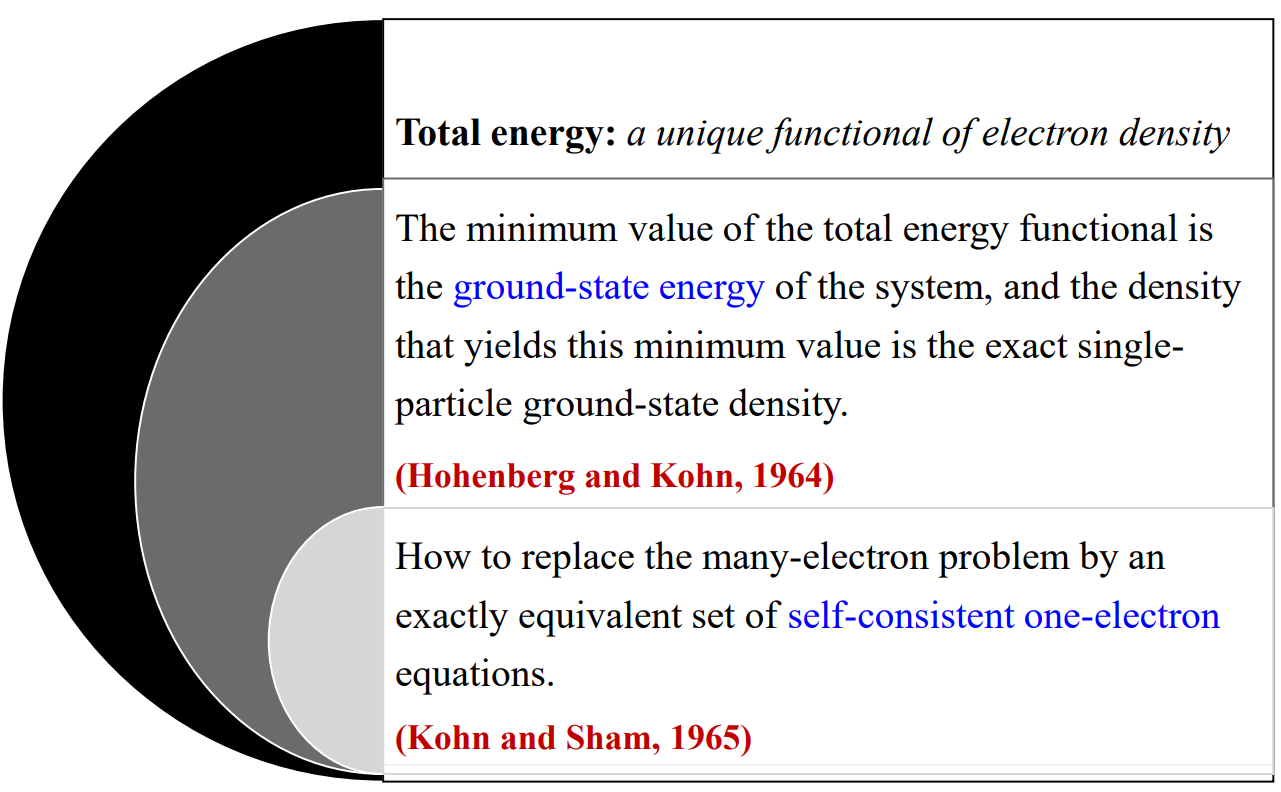 Total energy: a unique functional of electron density
The minimum value of the total energy functional is
the ground-state energy of the system, and the density
that yields this minimum value is the exact single-
particle ground-state density.
(Hohenberg and Kohn, 1964)
How to replace the many-electron problem by an
exactly equivalent set of self-consistent one-electron
equations.
(Kohn and Sham, 1965)